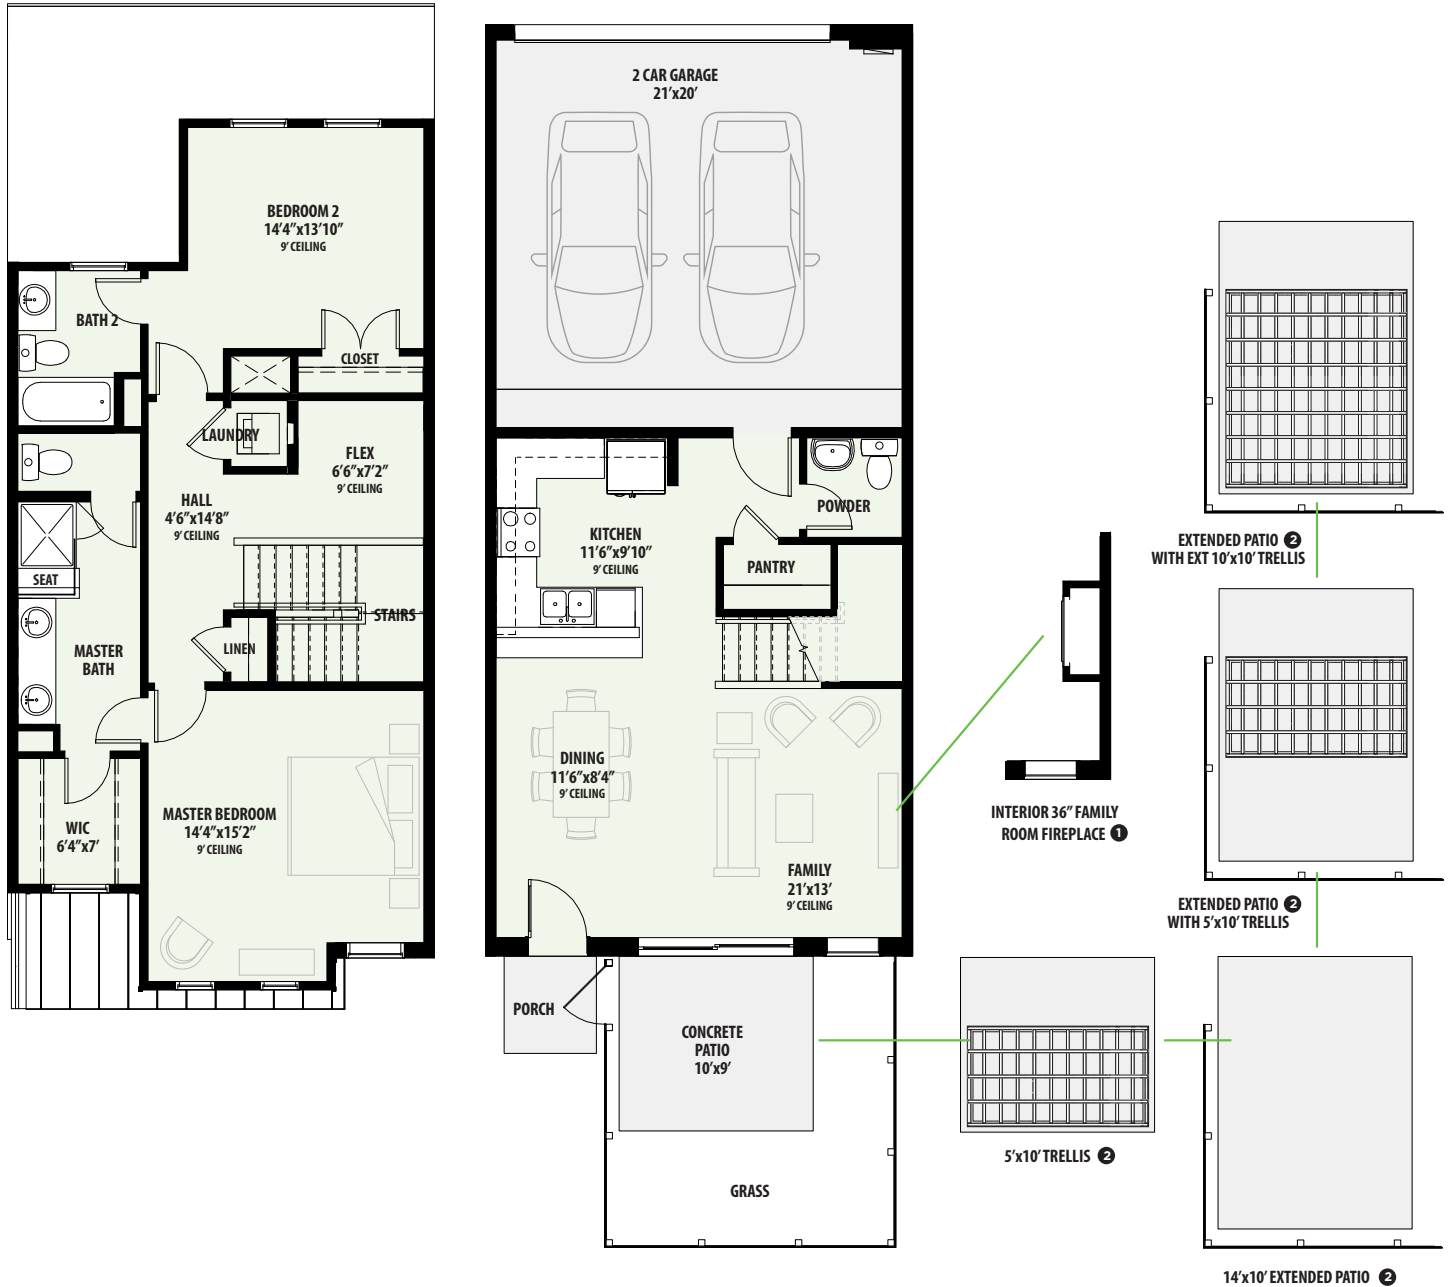 BEDROOM 2
14'4"x13'10"
9' CEILING
BATH 2
CLOSET
LAUNDRY
FLEX
6'6"x7'2"
9' CEILING
HALL
4'6"x14'8"
9' CEILING
SEAT
STAIRS
LINEN
MASTER
BATH
MASTER BEDROOM
14'4"x15'2"
9' CEILING
WIC
6'4"x7'
2 CAR GARAGE
21'x20'
POWDER
KITCHEN
11'6"x9'10"
9' CEILING
PANTRY
DINING
11'6"x8'4"
9' CEILING
FAMILY
21'x13'
9' CEILING
PORCH
CONCRETE
PATIO
10'x9'
GRASS
INTERIOR 36" FAMILY
ROOM FIREPLACE 1
EXTENDED PATIO 2
WITH EXT 10'x10' TRELLIS
EXTENDED PATIO 2
WITH 5'x10' TRELLIS
5'x10' TRELLIS 2
14'x10' EXTENDED PATIO 2